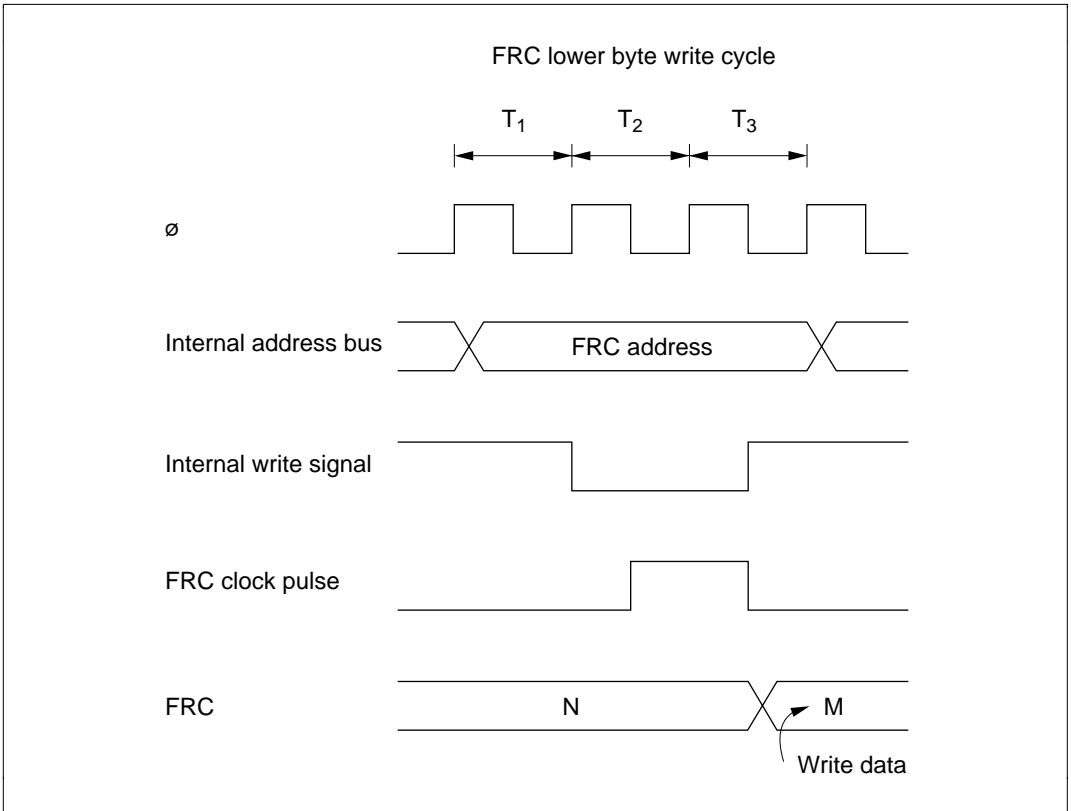 FRC lower byte write cycle
T1 T2 T3
ø
Internal address bus
FRC address
Internal write signal
FRC clock pulse
FRC
N
M
Write data